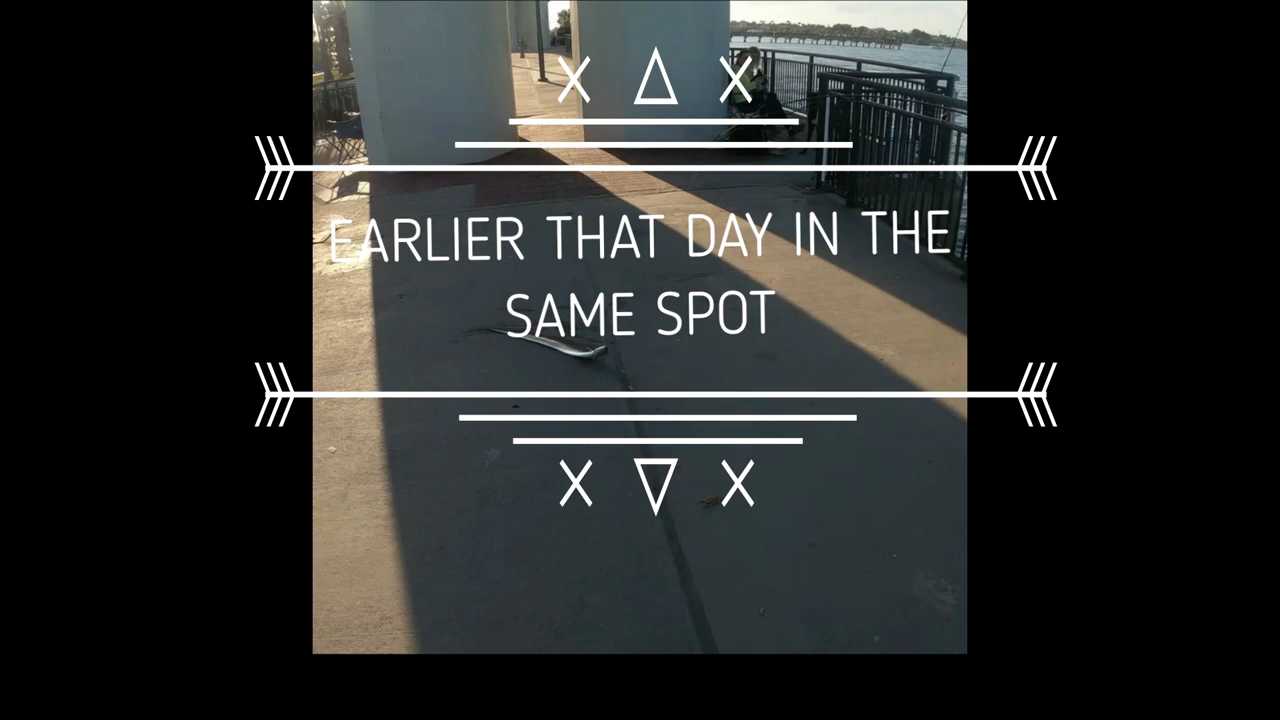 X Δ X
EARLIER THAT DAY IN THE
SAME SPOT
X ∇ X